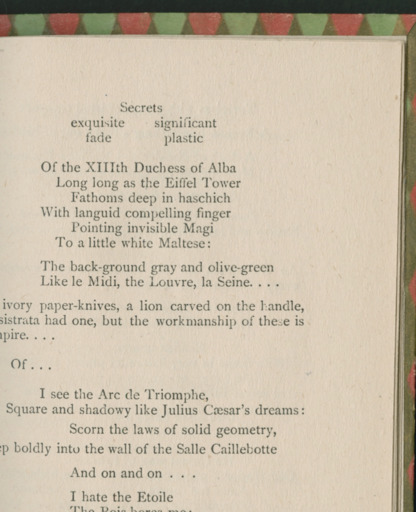 Secrets
exquisite significant
fade plastic
Of the XIIIth Duchess of Alba
Long long as the Eiffel Tower
Fathoms deep in haschich
With languid compelling finger
Pointing invisible Magi
To a little white Maltese:
The back-ground gray and olive-green
Like le Midi, the Louvre, la Seine. . . .
ivory paper-knives, a lion carved on the handle,
sistrata had one, but the workmanship of these is
pire. . . .
Of . . .
I see the Arc de Triomphe,
Square and shadowy like Julius Cæsar's dreams:
Scorn the laws of solid geometry,
p boldly into the wall of the Salle Caillebotte
And on and on . . .
I hate the Etoile
The Bois bores me: